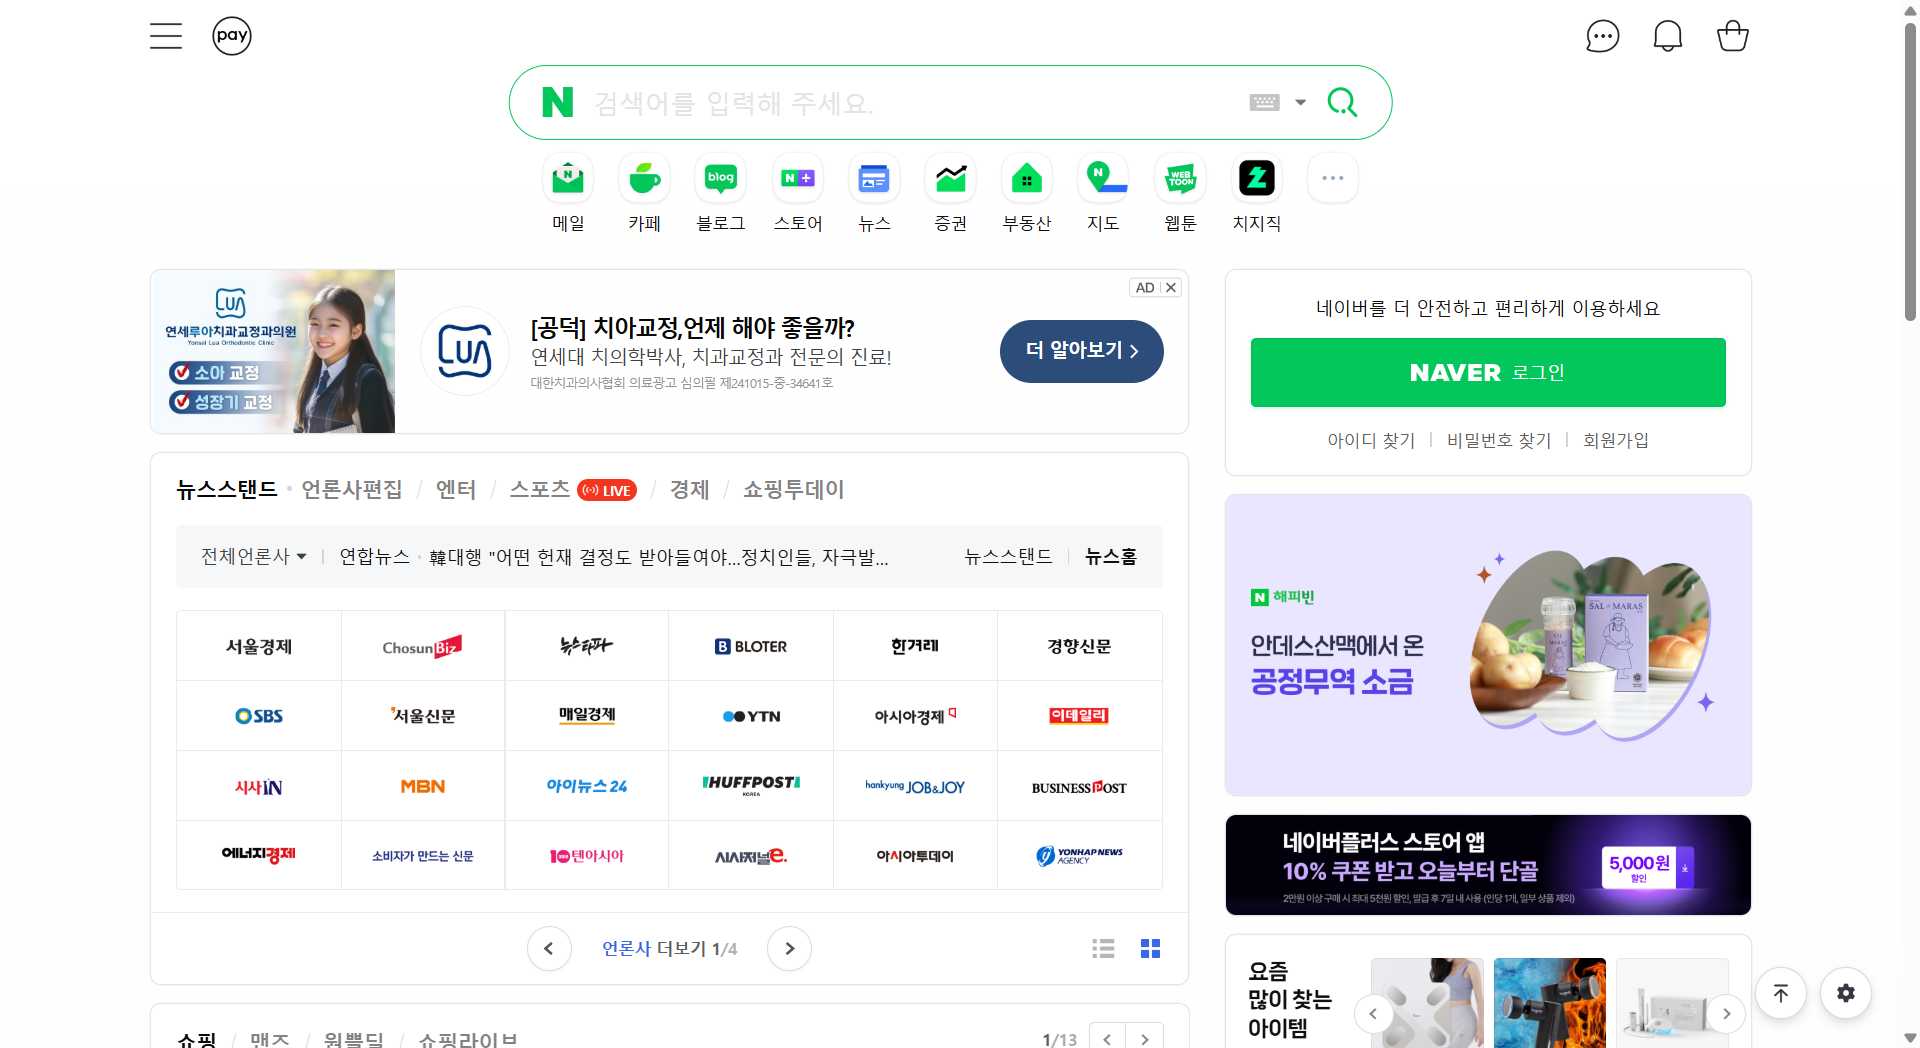 pay
N 검색어를 입력해 주세요.
메일 카페 블로그 스토어 뉴스 증권 부동산 지도 웹툰 치지직
LUA
연세루아치과교정과의원
Yonsei Lua Orthodontic Clinic
소아 교정
성장기 교정
LUA
[공덕] 치아교정,언제 해야 좋을까?
연세대 치의학박사, 치과교정과 전문의 진료!
대한치과의사협회 의료광고 심의필 제241015-중-34641호
AD
더 알아보기
네이버를 더 안전하고 편리하게 이용하세요
NAVER 로그인
아이디 찾기 비밀번호 찾기 회원가입
뉴스스탠드 · 언론사편집 / 엔터 / 스포츠 LIVE / 경제 / 쇼핑투데이
전체언론사 연합뉴스 · 韓대행 "어떤 헌재 결정도 받아들여야...정치인들, 자극발... 뉴스스탠드 뉴스홈
서울경제 ChosunBiz 뉴스타파 BLOTER 한겨레 경향신문
SBS 서울신문 매일경제 YTN 아시아경제 이데일리
시사IN MBN 아이뉴스24 HUFFPOST KOREA hankyung JOB&JOY BUSINESSPOST
에너지경제 소비자가 만드는 신문 10텐아시아 시사저널e. 아시아투데이 YONHAP NEWS AGENCY
언론사 더보기 1/4
쇼핑 / 맨즈 / 원쁠딜 / 쇼핑라이브
1/13
N 해피빈
안데스산맥에서 온
공정무역 소금
SAL de MARAS
네이버플러스 스토어 앱
10% 쿠폰 받고 오늘부터 단골
2만원 이상 구매 시 최대 5천원 할인, 발급 후 7일 내 사용 (인당 1개, 일부 상품 제외)
5,000원
할인
요즘
많이 찾는
아이템